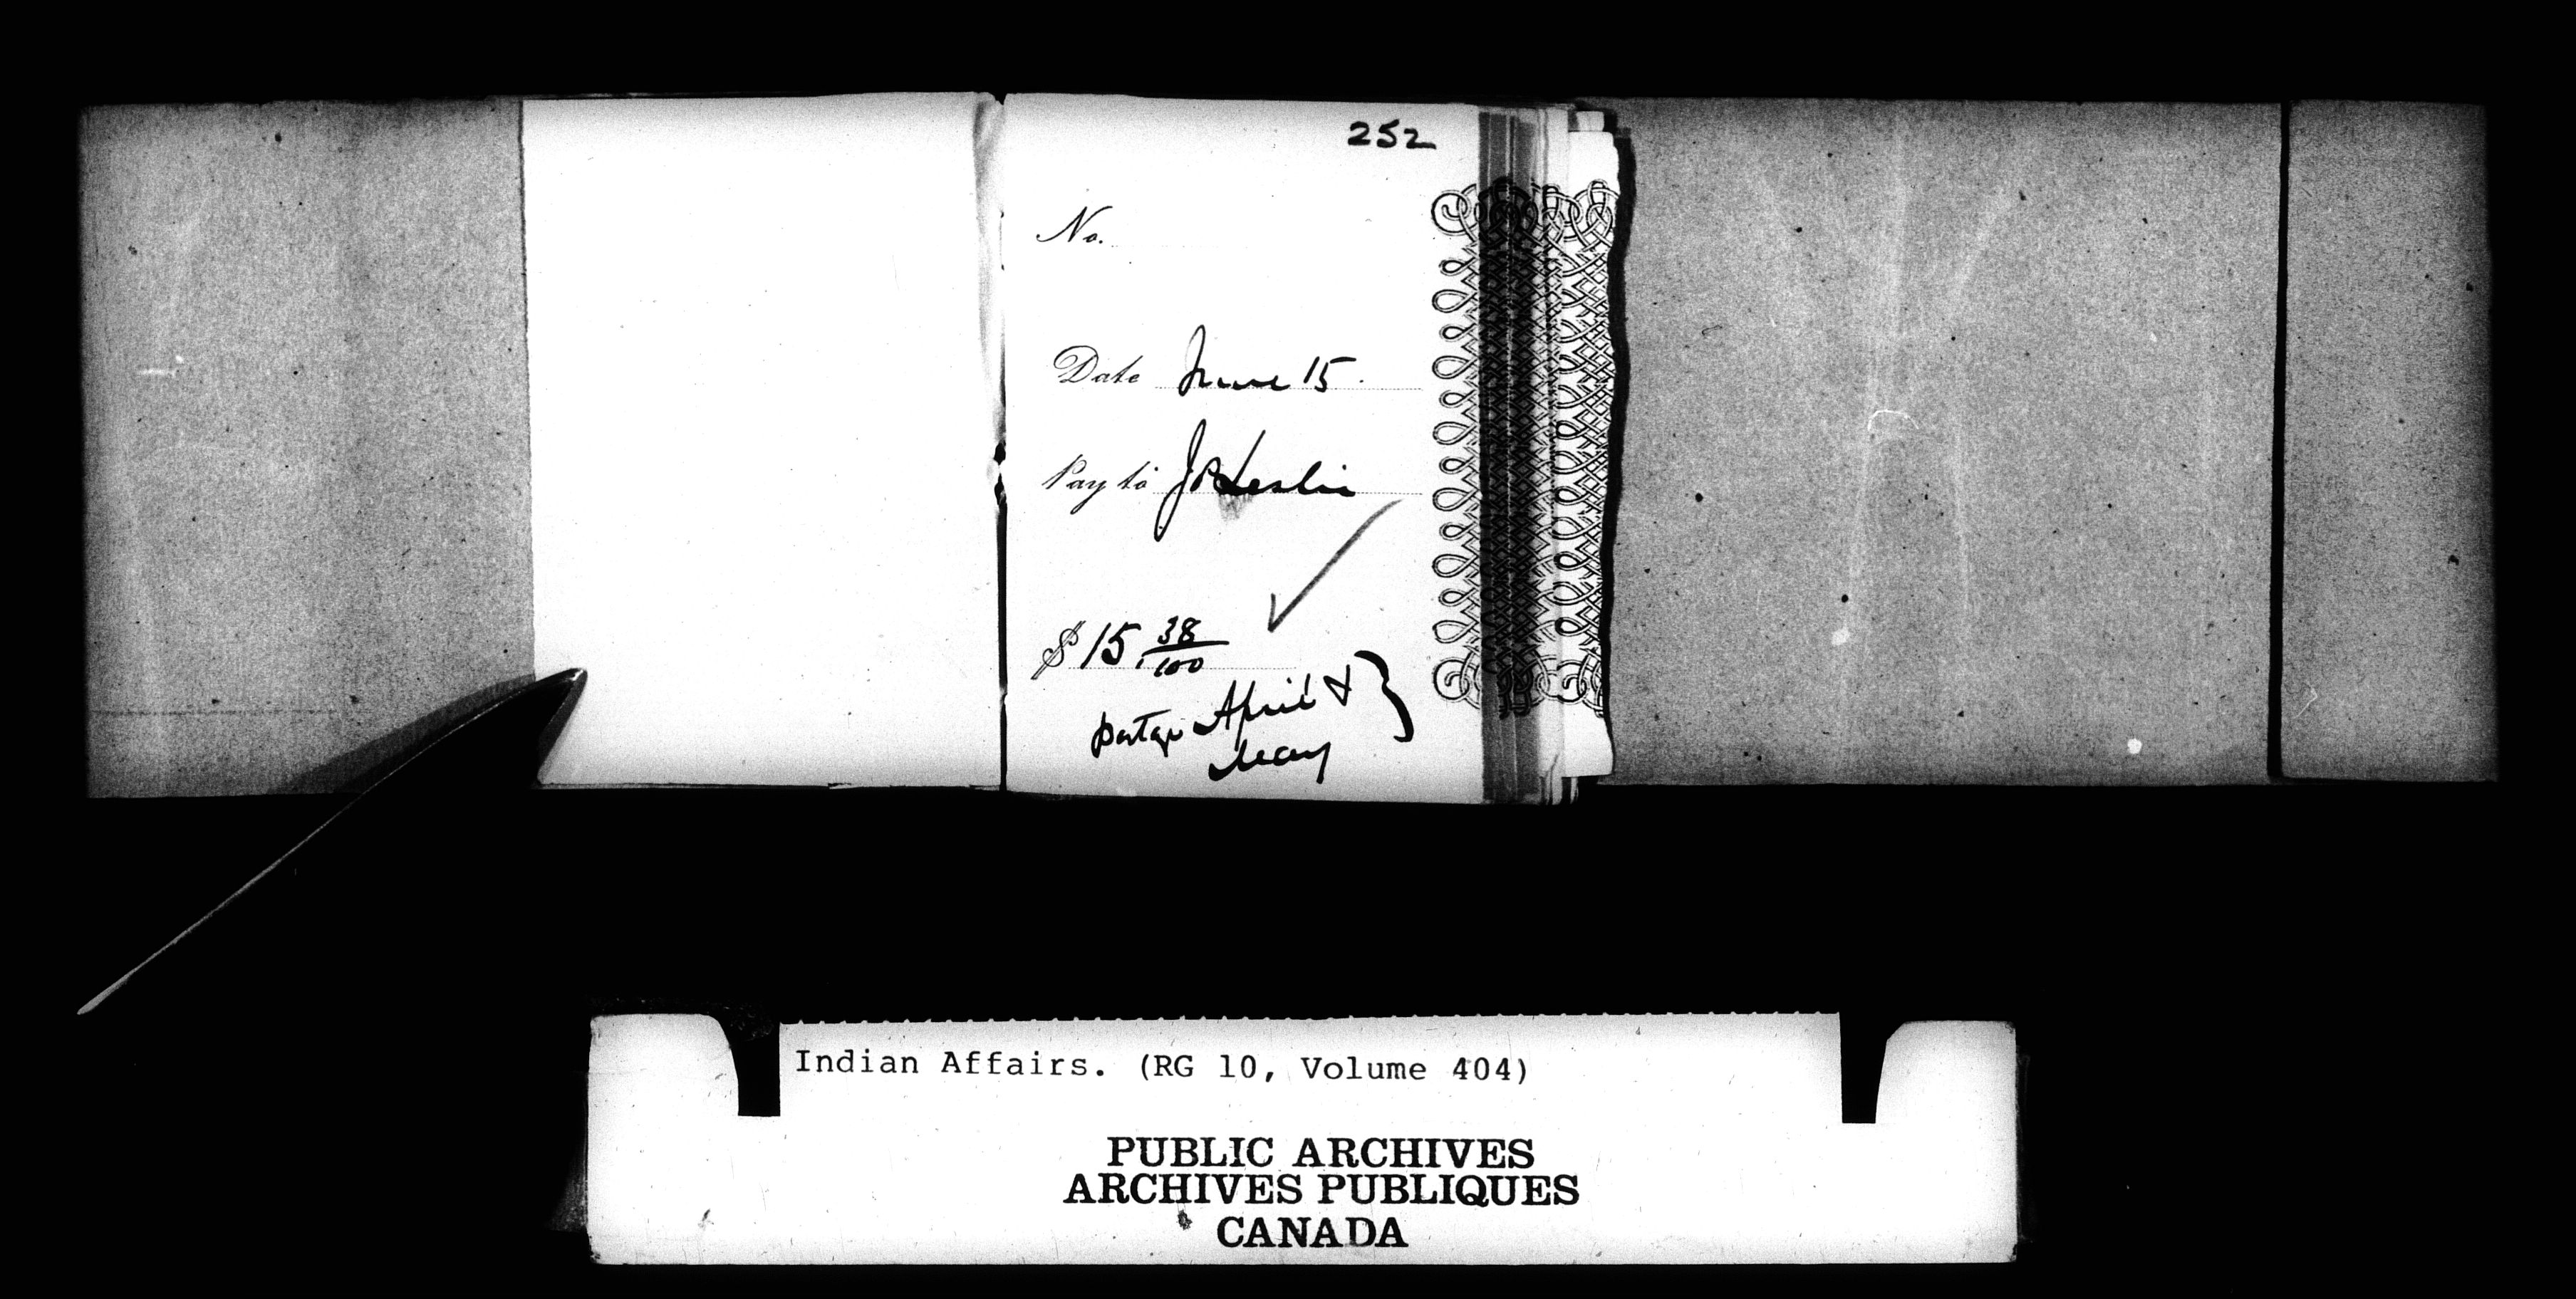 252
No.
Date June 15.
Pay to J Leslie
$ 15. 38/100
Postage April & }
May
Indian Affairs. (RG 10, Volume 404)
PUBLIC ARCHIVES
ARCHIVES PUBLIQUES
CANADA